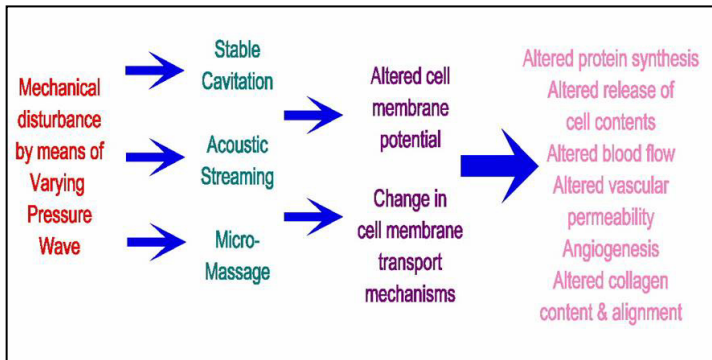 Mechanical
disturbance
by means of
Varying
Pressure
Wave
Stable
Cavitation
Acoustic
Streaming
Micro-
Massage
Altered cell
membrane
potential
Change in
cell membrane
transport
mechanisms
Altered protein synthesis
Altered release of
cell contents
Altered blood flow
Altered vascular
permeability
Angiogenesis
Altered collagen
content & alignment